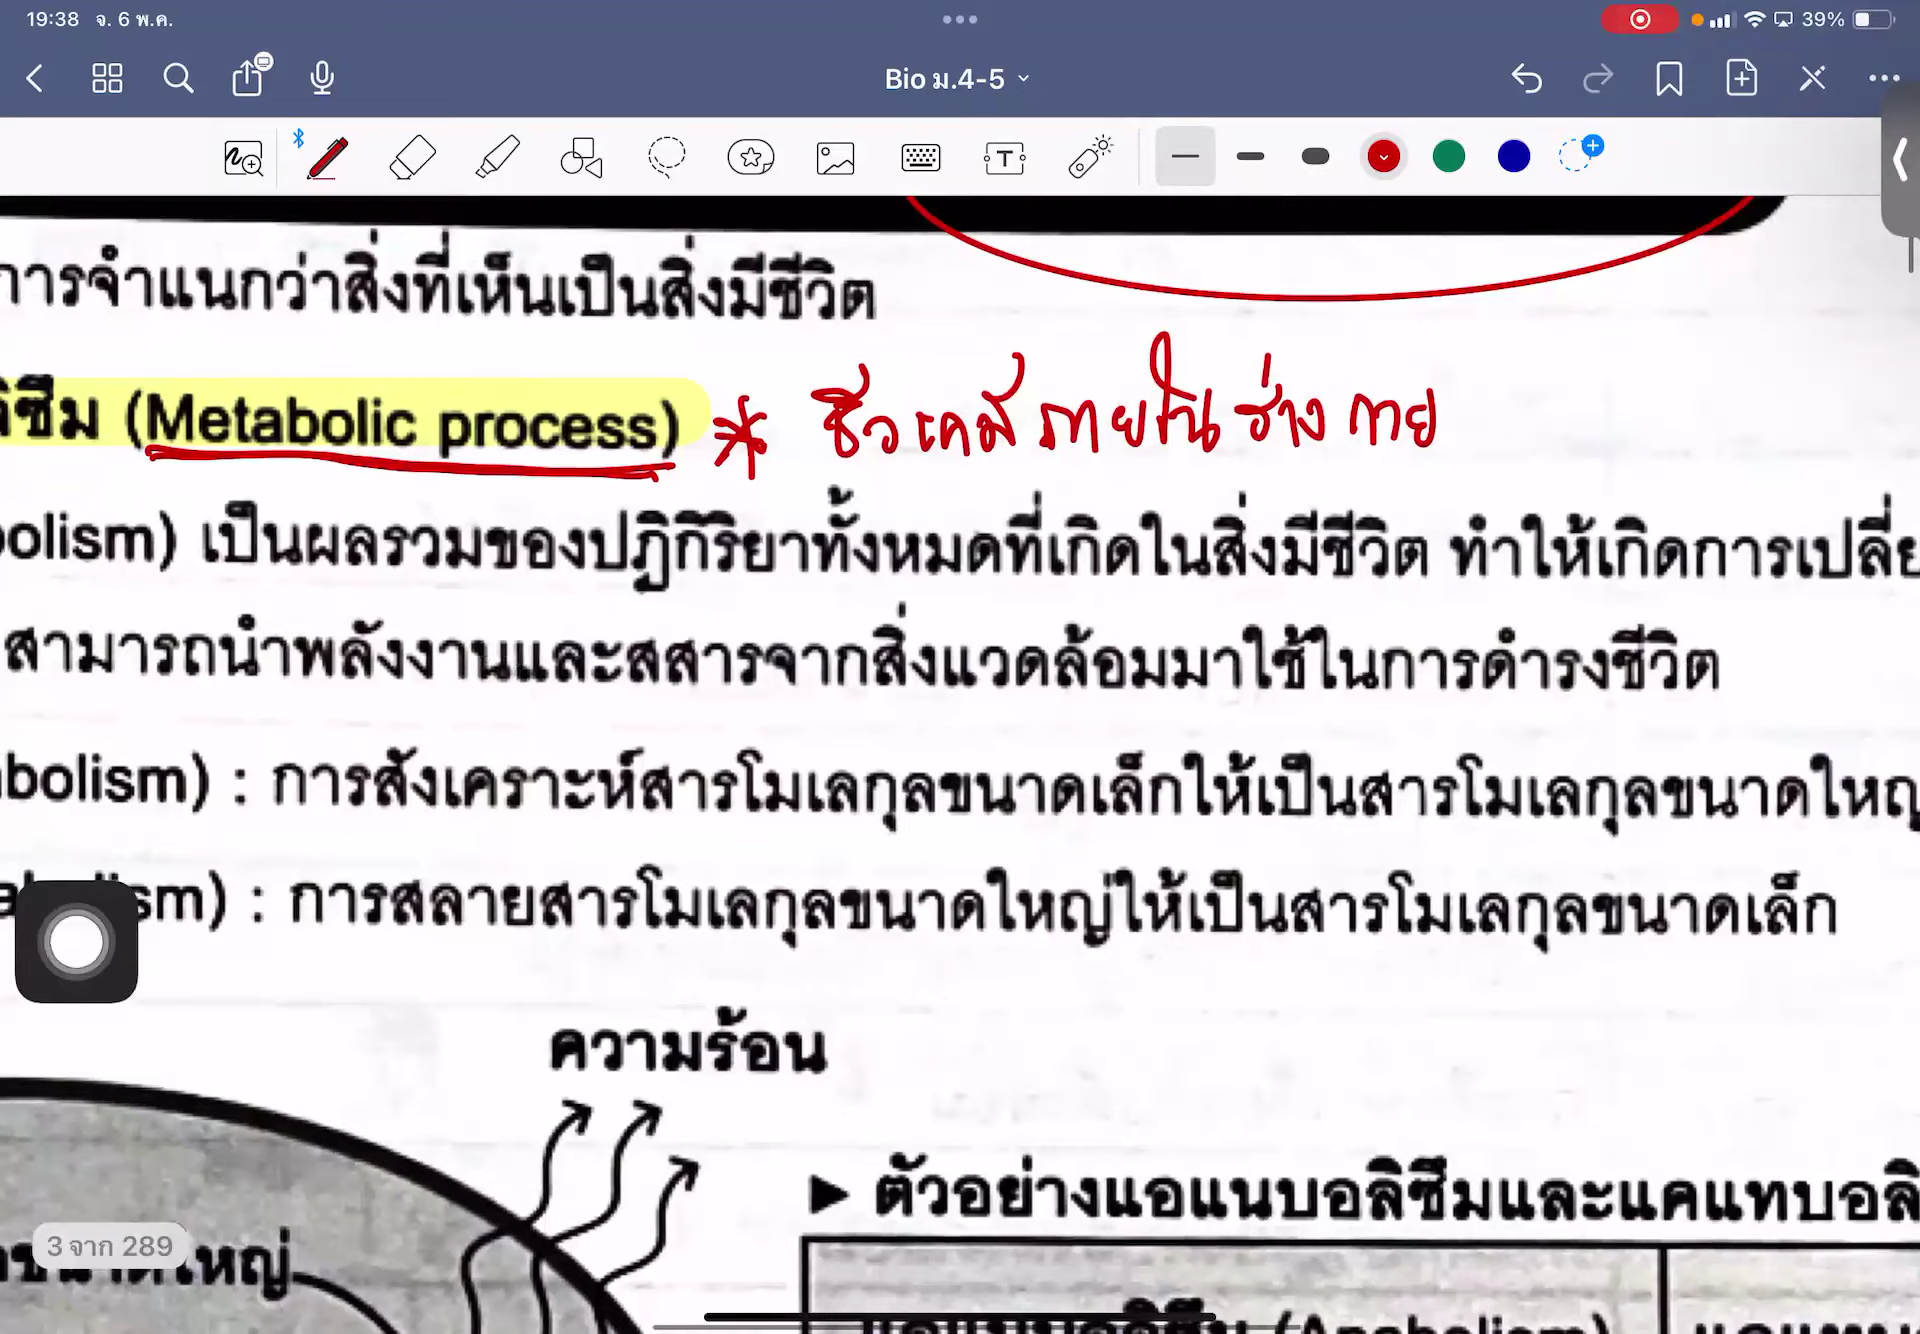 19:38 จ. 6 พ.ค.
39%
Bio ม.4-5
การจำแนกว่าสิ่งที่เห็นเป็นสิ่งมีชีวิต
ลิซึม (Metabolic process) * ชีวเคมีภายในร่างกาย
bolism) เป็นผลรวมของปฏิกิริยาทั้งหมดที่เกิดในสิ่งมีชีวิต ทำให้เกิดการเปลี่ย
สามารถนำพลังงานและสสารจากสิ่งแวดล้อมมาใช้ในการดำรงชีวิต
abolism) : การสังเคราะห์สารโมเลกุลขนาดเล็กให้เป็นสารโมเลกุลขนาดใหญ
sm) : การสลายสารโมเลกุลขนาดใหญ่ให้เป็นสารโมเลกุลขนาดเล็ก
ความร้อน
► ตัวอย่างแอแนบอลิซึมและแคแทบอลิ
3 จาก 289
ใหญ่
(Anabolism)